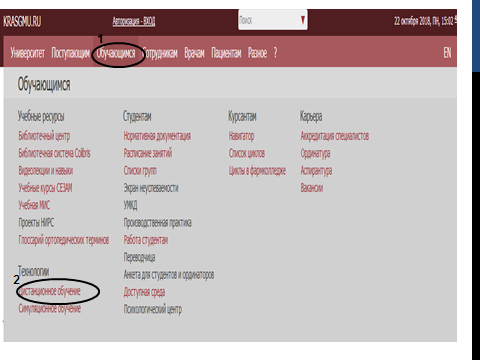 KRASGMU.RU Авторизация - ВХОД Поиск 22 октября 2018, ПН, 15:02
1
Университет Поступающим Обучающимся Сотрудникам Врачам Пациентам Разное ? EN
Обучающимся
Учебные ресурсы
Библиотечный центр
Библиотечная система Colibris
Видеолекции и навыки
Учебные курсы СЕЗАМ
Учебная МИС
Проекты НИРС
Глоссарий ортопедических терминов
Технологии
2
Дистанционное обучение
Симуляционное обучение
Студентам
Нормативная документация
Расписание занятий
Списки групп
Экран неуспеваемости
УМКД
Производственная практика
Работа студентам
Переводчица
Анкета для студентов и ординаторов
Доступная среда
Психологический центр
Курсантам
Навигатор
Список циклов
Циклы в фармколледже
Карьера
Аккредитация специалистов
Ординатура
Аспирантура
Вакансии